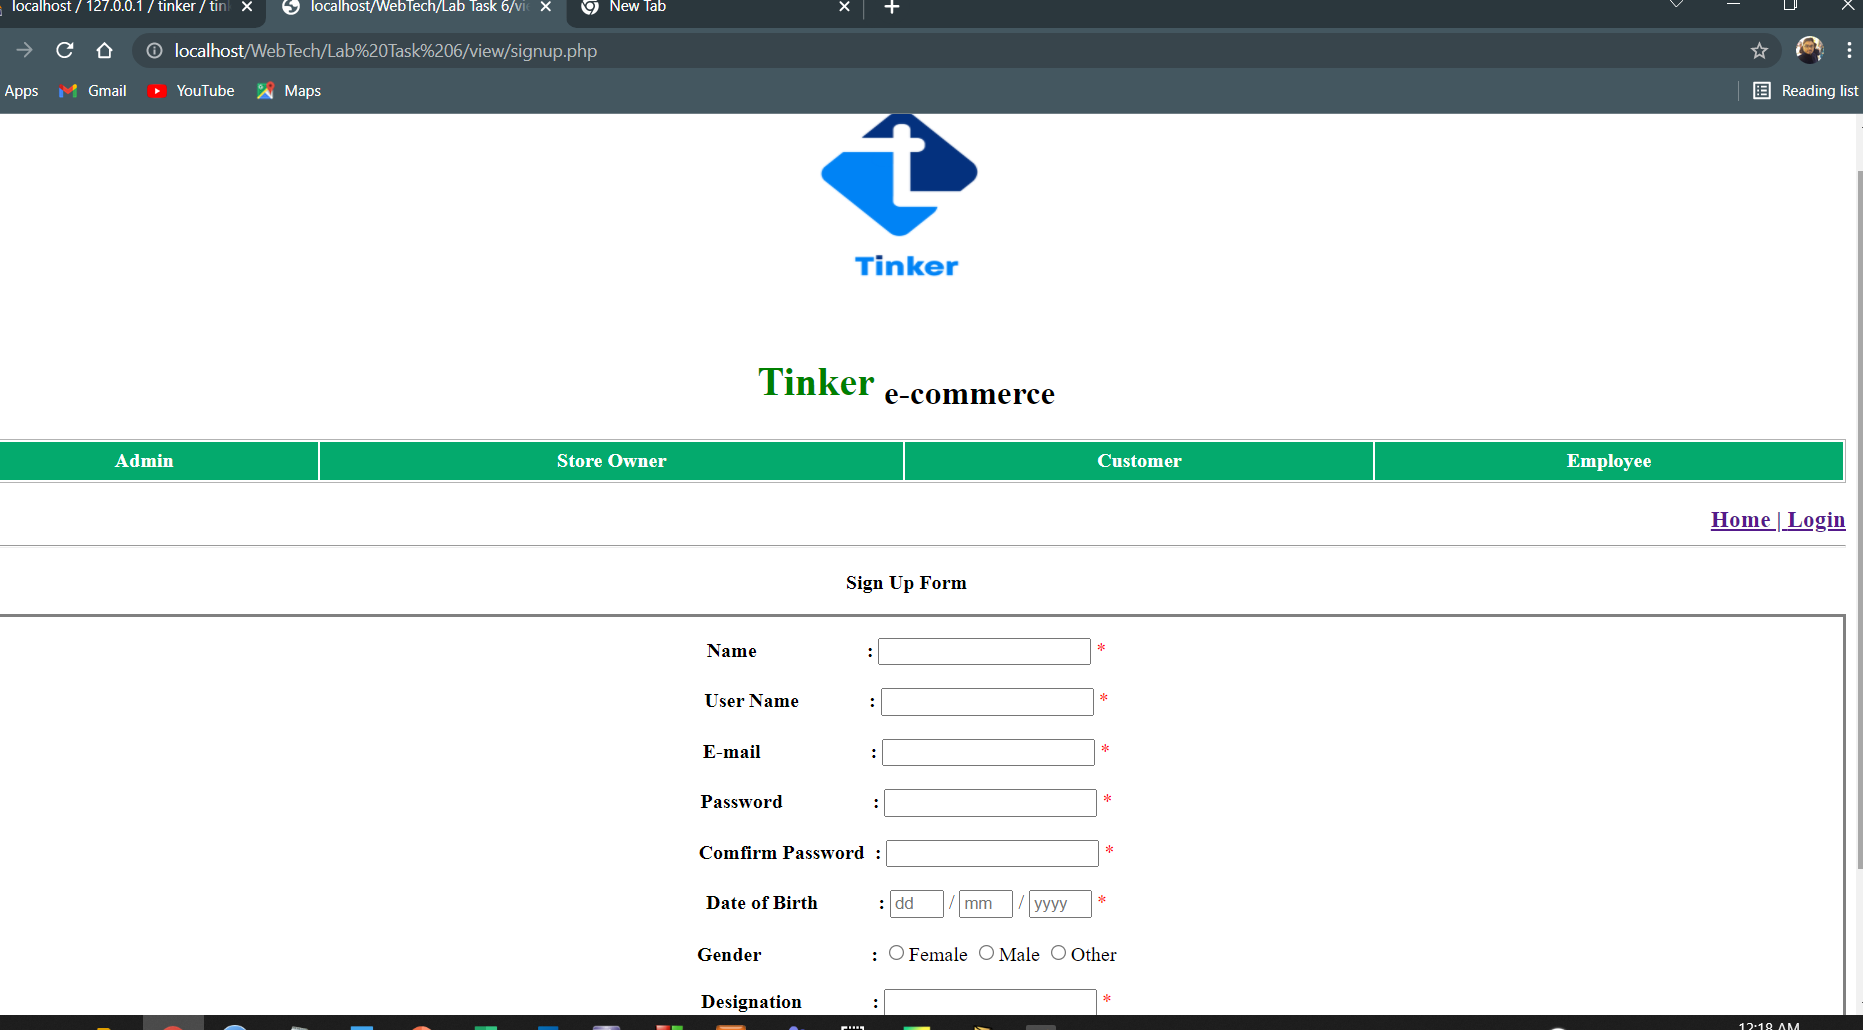 localhost / 127.0.0.1 / tinker / tin
localhost/WebTech/Lab Task 6/vi
New Tab
localhost/WebTech/Lab%20Task%206/view/signup.php
Apps
Gmail
YouTube
Maps
Reading list
Tinker
Tinker e-commerce
Admin
Store Owner
Customer
Employee
Home | Login
Sign Up Form
Name : *
User Name : *
E-mail : *
Password : *
Comfirm Password : *
Date of Birth : dd / mm / yyyy *
Gender : Female Male Other
Designation : *
12:18 AM